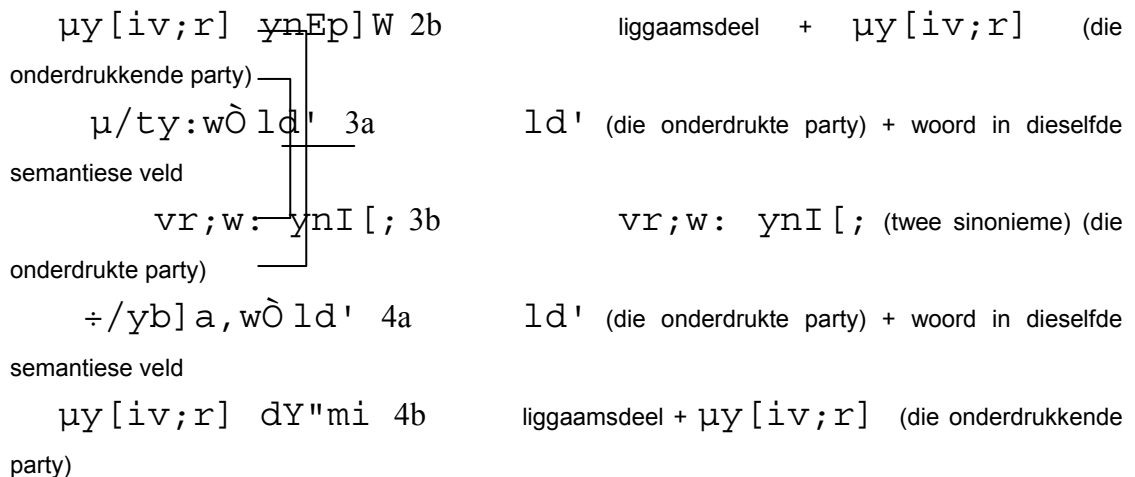 µy[iv;r] ynEp]W 2b liggaamsdeel + µy[iv;r] (die
onderdrukkende party)
µ/ty:wÒ ld' 3a ld' (die onderdrukte party) + woord in dieselfde
semantiese veld
vr;w: ynI[; 3b vr;w: ynI[; (twee sinonieme) (die
onderdrukte party)
÷/yb]a,wÒ ld' 4a ld' (die onderdrukte party) + woord in dieselfde
semantiese veld
µy[iv;r] dY"mi 4b liggaamsdeel + µy[iv;r] (die onderdrukkende
party)